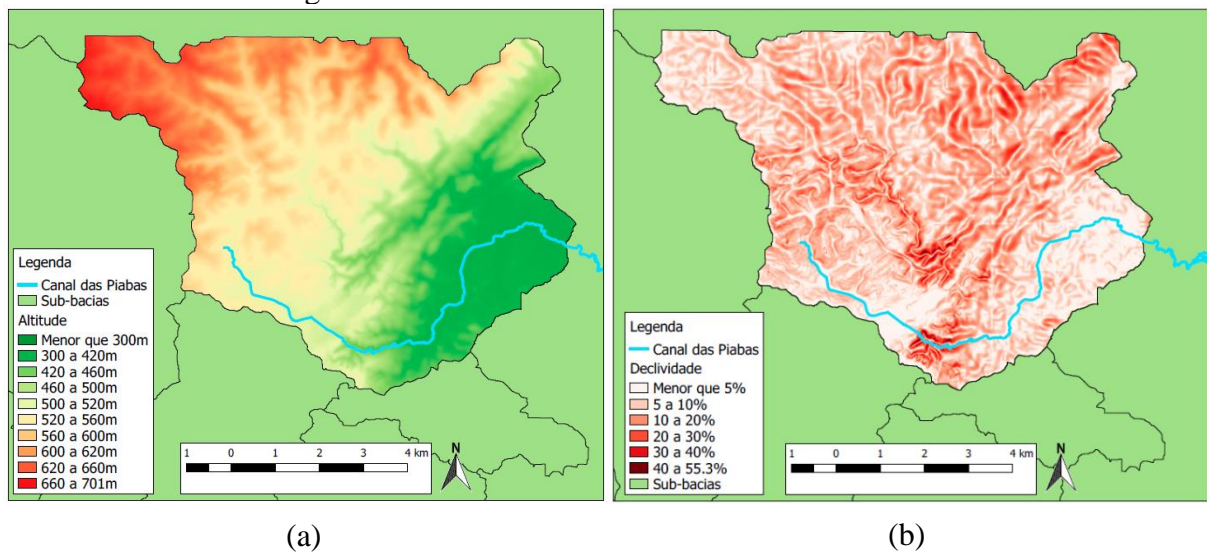 Legenda
Canal das Piabas
Sub-bacias
Altitude
Menor que 300m
300 a 420m
420 a 460m
460 a 500m
500 a 520m
520 a 560m
560 a 600m
600 a 620m
620 a 660m
660 a 701m
1 0 1 2 3 4 km
N
(a)
Legenda
Canal das Piabas
Declividade
Menor que 5%
5 a 10%
10 a 20%
20 a 30%
30 a 40%
40 a 55.3%
Sub-bacias
1 0 1 2 3 4 km
N
(b)